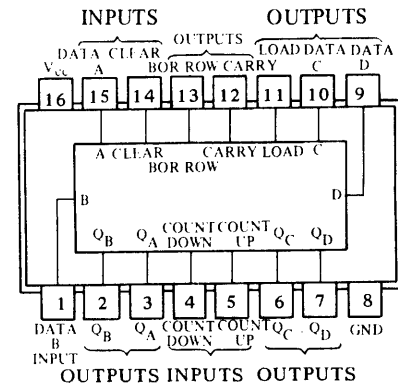 INPUTS OUTPUTS
DATA CLEAR OUTPUTS LOAD DATA DATA
A BOR ROW CARRY C D
Vcc
16 15 14 13 12 11 10 9
A CLEAR CARRY LOAD C
BOR ROW
B D
QB QA COUNT COUNT QC QD
DOWN UP
1 2 3 4 5 6 7 8
DATA QB QA COUNT COUNT QC QD GND
B DOWN UP
INPUT
OUTPUTS INPUTS OUTPUTS